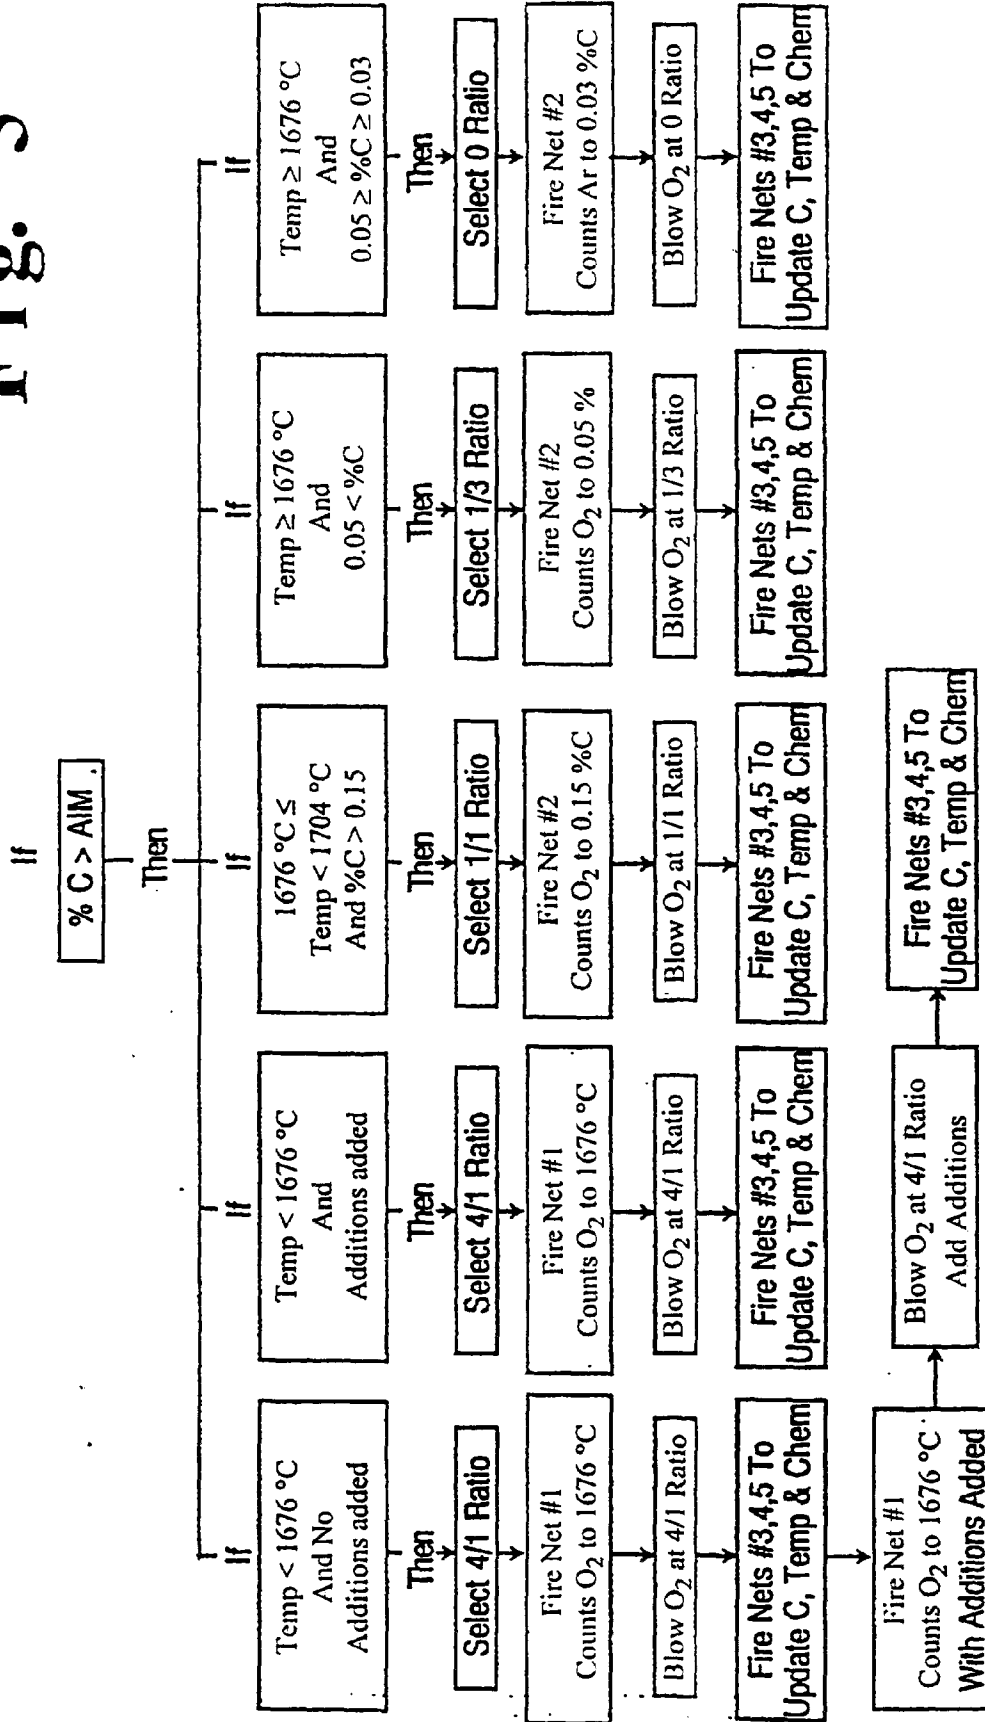 Fig. 5
If
% C > AIM
Then
If
Temp < 1676 °C
And No
Additions added
Then
Select 4/1 Ratio
Fire Net #1
Counts O2 to 1676 °C
Blow O2 at 4/1 Ratio
Fire Nets #3,4,5 To
Update C, Temp & Chem
Fire Net #1
Counts O2 to 1676 °C
With Additions Added
Blow O2 at 4/1 Ratio
Add Additions
Fire Nets #3,4,5 To
Update C, Temp & Chem
If
Temp < 1676 °C
And
Additions added
Then
Select 4/1 Ratio
Fire Net #1
Counts O2 to 1676 °C
Blow O2 at 4/1 Ratio
Fire Nets #3,4,5 To
Update C, Temp & Chem
If
1676 °C ≤
Temp < 1704 °C
And %C > 0.15
Then
Select 1/1 Ratio
Fire Net #2
Counts O2 to 0.15 %C
Blow O2 at 1/1 Ratio
Fire Nets #3,4,5 To
Update C, Temp & Chem
If
Temp ≥ 1676 °C
And
0.05 < %C
Then
Select 1/3 Ratio
Fire Net #2
Counts O2 to 0.05 %
Blow O2 at 1/3 Ratio
Fire Nets #3,4,5 To
Update C, Temp & Chem
If
Temp ≥ 1676 °C
And
0.05 ≥ %C ≥ 0.03
Then
Select 0 Ratio
Fire Net #2
Counts Ar to 0.03 %C
Blow O2 at 0 Ratio
Fire Nets #3,4,5 To
Update C, Temp & Chem